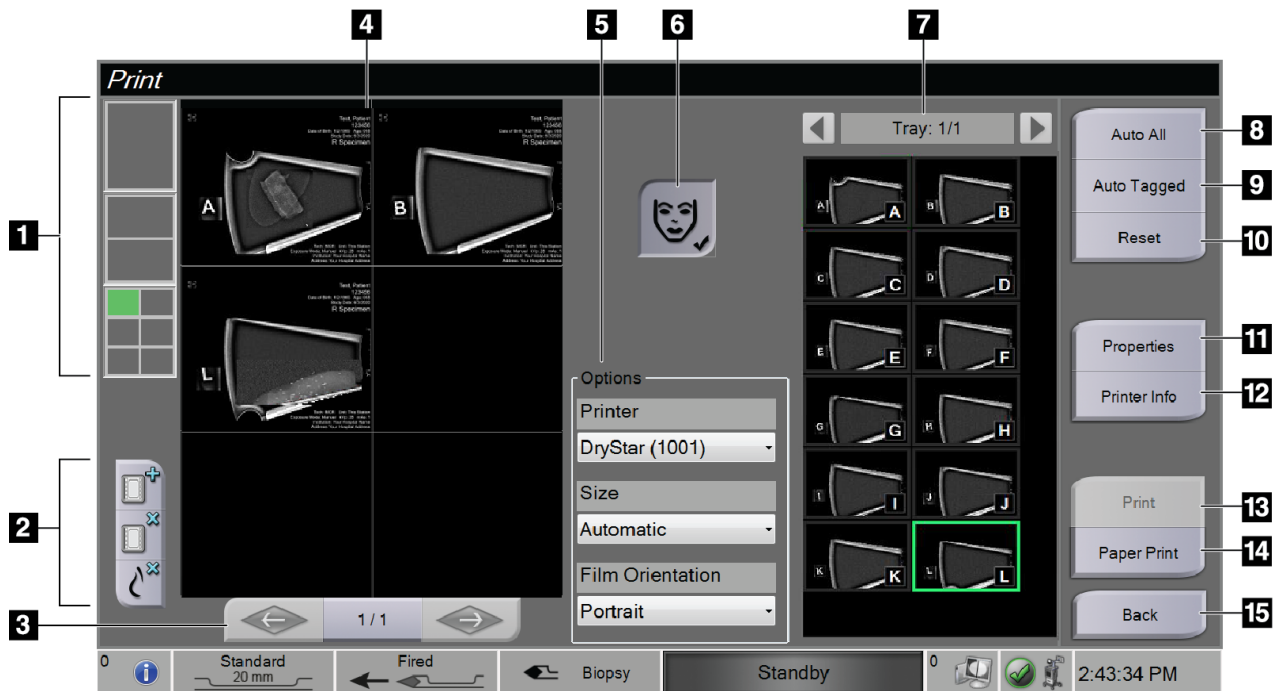 4 5 6 7
Print
1
2
3
Test, Patient
123456
R Specimen
A
Test, Patient
123456
R Specimen
B
Test, Patient
123456
R Specimen
L
1 / 1
Options
Printer
DryStar (1001)
Size
Automatic
Film Orientation
Portrait
Tray: 1/1
A A B B
C C D D
E E F F
G G H H
I I J J
K K L L
Auto All 8
Auto Tagged 9
Reset 10
Properties 11
Printer Info 12
Print 13
Paper Print 14
Back 15
0 Standard
20 mm
Fired
Biopsy
Standby
0
2:43:34 PM